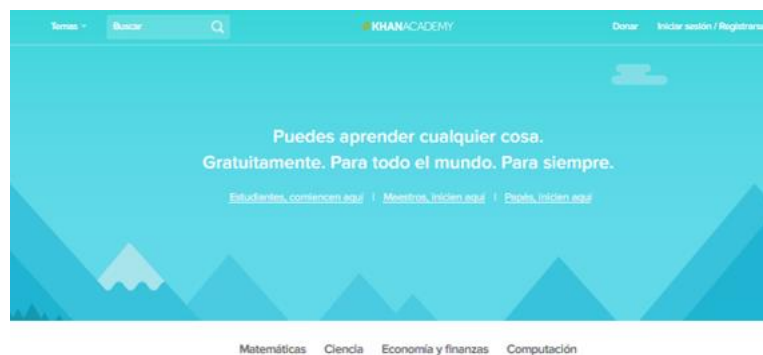 Temas Buscar KHANACADEMY Donar Iniciar sesión / Registrarse
Puedes aprender cualquier cosa.
Gratuitamente. Para todo el mundo. Para siempre.
Estudiantes, comiencen aquí | Maestros, inicien aquí | Papás, inicien aquí
Matemáticas Ciencia Economía y finanzas Computación